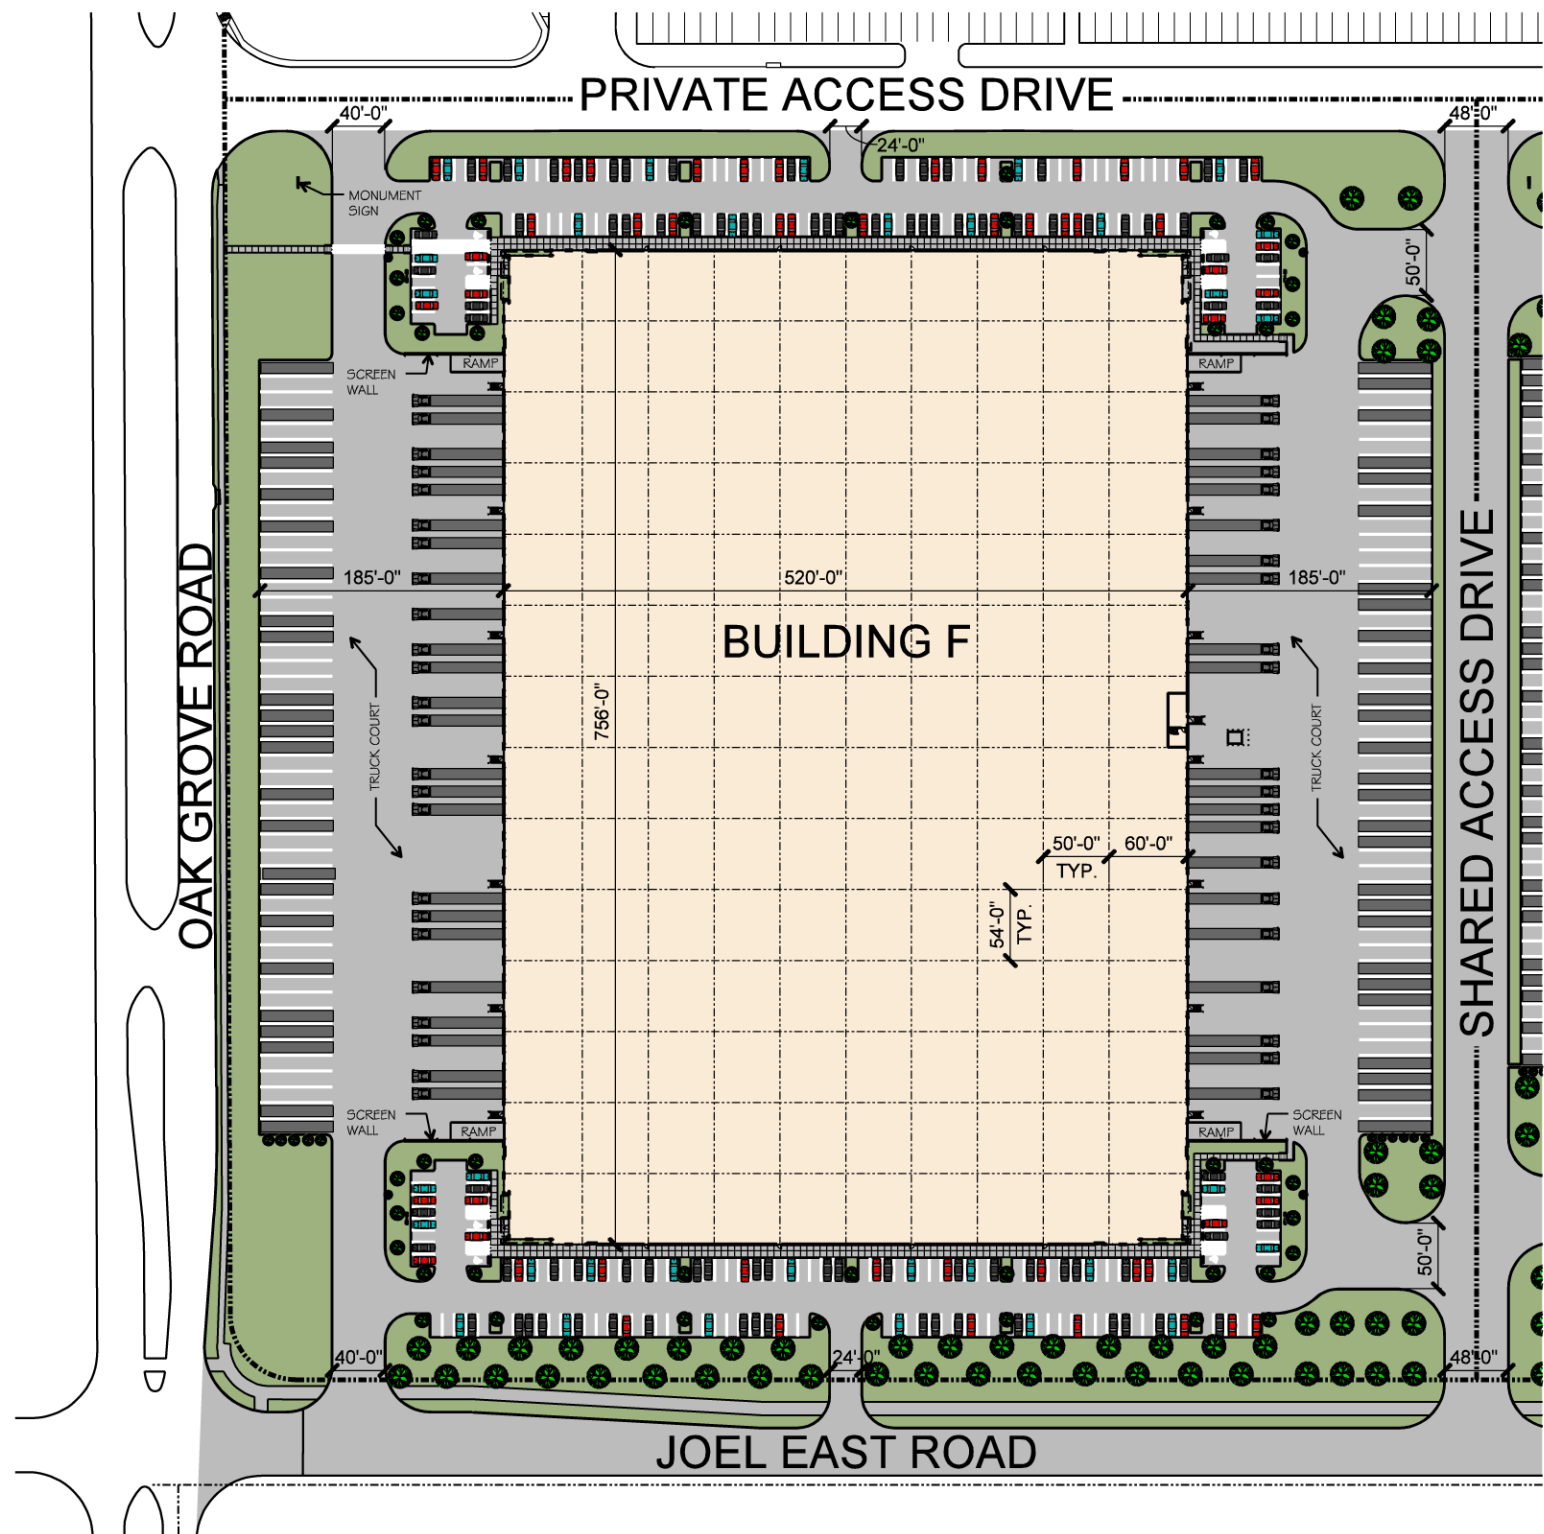 PRIVATE ACCESS DRIVE
40'-0"
48'-0"
24'-0"
MONUMENT
SIGN
50'-0"
SCREEN
WALL
RAMP
RAMP
OAK GROVE ROAD
185'-0"
520'-0"
185'-0"
BUILDING F
756'-0"
TRUCK COURT
TRUCK COURT
SHARED ACCESS DRIVE
50'-0"
TYP.
60'-0"
54'-0"
TYP.
SCREEN
WALL
RAMP
RAMP
SCREEN
WALL
50'-0"
40'-0"
24'-0"
48'-0"
JOEL EAST ROAD